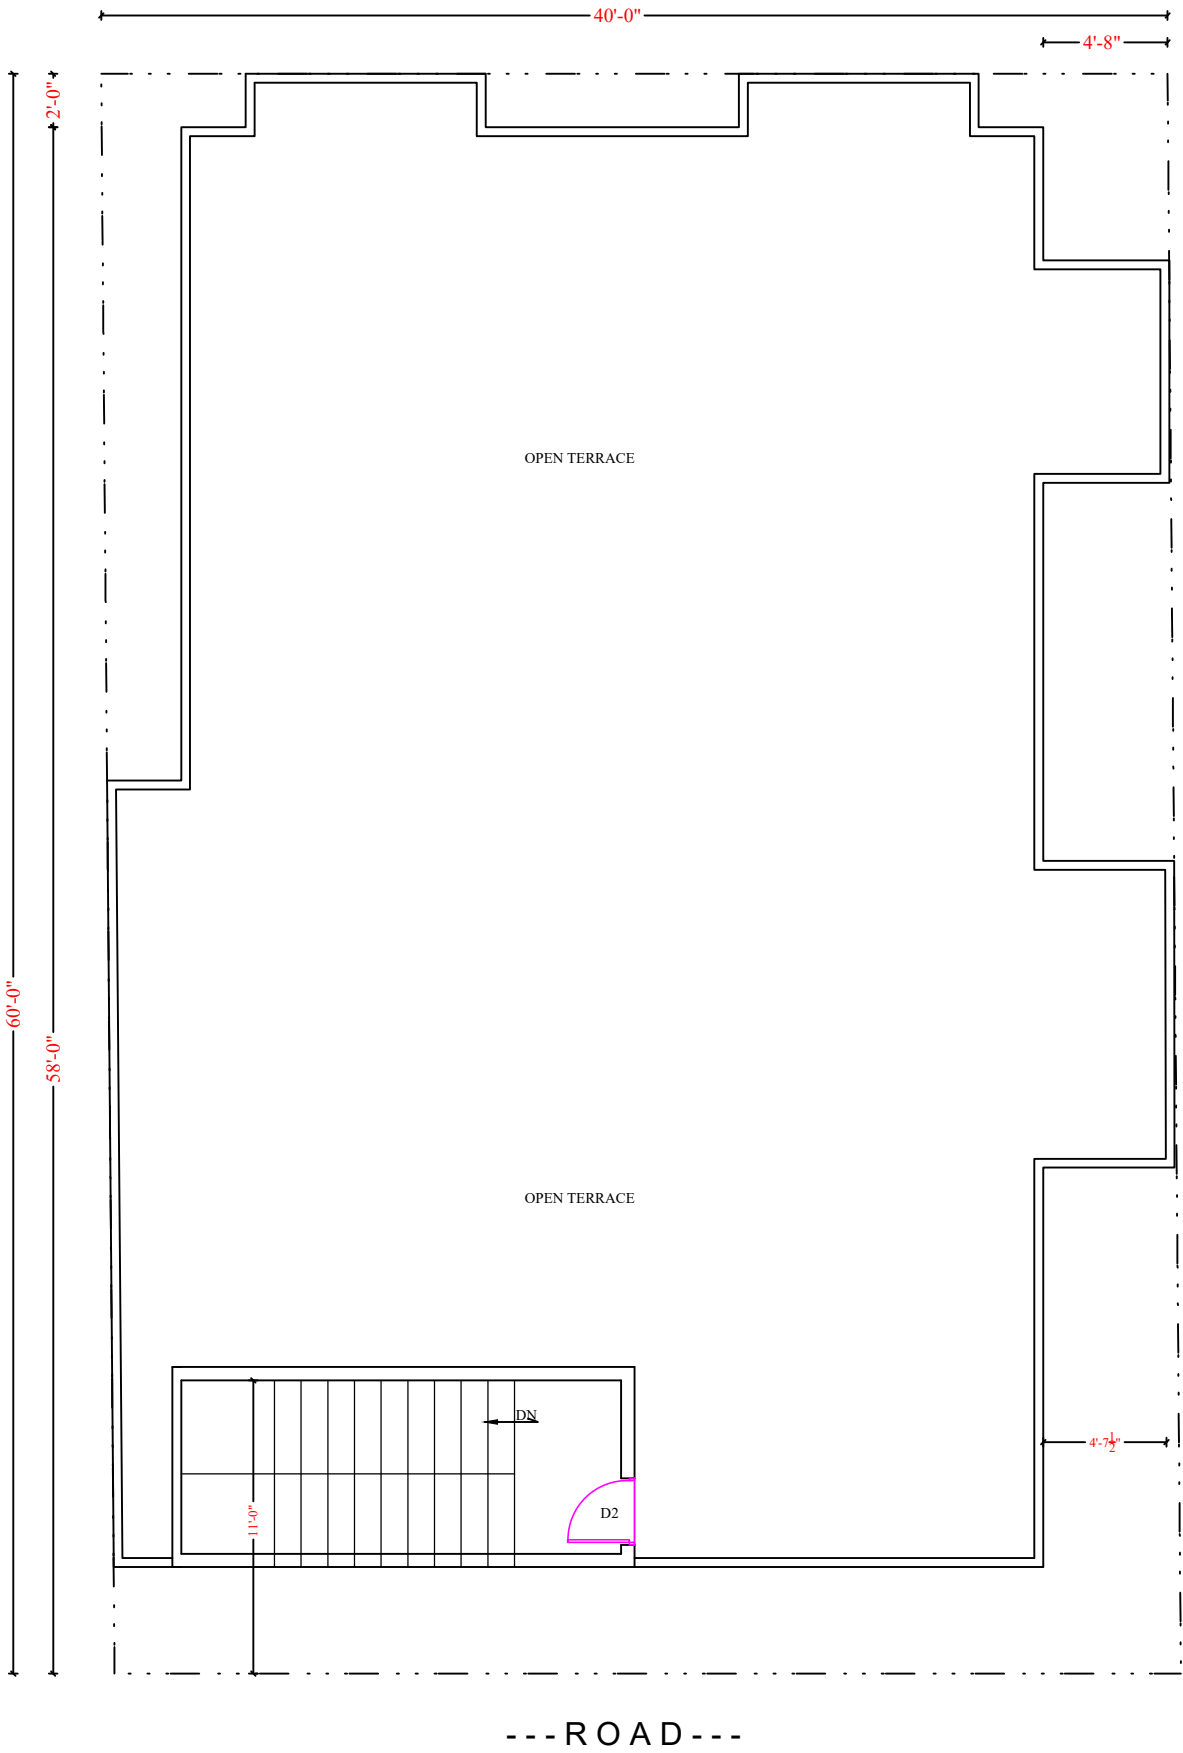 40'-0"
4'-8"
2'-0"
OPEN TERRACE
60'-0"
58'-0"
OPEN TERRACE
DN
4'-7½"
D2
11'-0"
---ROAD---